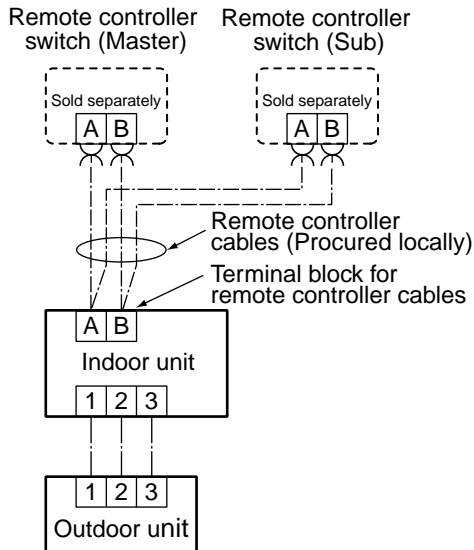 Remote controller
switch (Master)
Remote controller
switch (Sub)
Sold separately
A B
Sold separately
A B
Remote controller
cables (Procured locally)
Terminal block for
remote controller cables
A B
Indoor unit
1 2 3
1 2 3
Outdoor unit